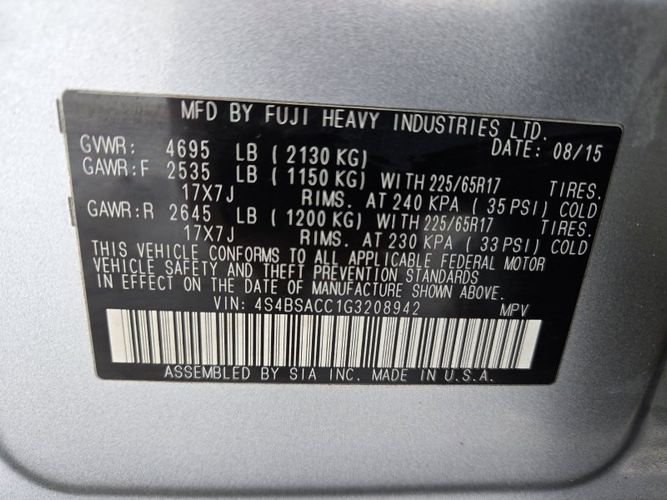 MFD BY FUJI HEAVY INDUSTRIES LTD.
DATE: 08/15
GVWR: 4695 LB (2130 KG)
GAWR:F 2535 LB (1150 KG) WITH 225/65R17 TIRES.
17X7J RIMS. AT 240 KPA (35 PSI) COLD
GAWR:R 2645 LB (1200 KG) WITH 225/65R17 TIRES.
17X7J RIMS. AT 230 KPA (33 PSI) COLD
THIS VEHICLE CONFORMS TO ALL APPLICABLE FEDERAL MOTOR
VEHICLE SAFETY AND THEFT PREVENTION STANDARDS
IN EFFECT ON THE DATE OF MANUFACTURE SHOWN ABOVE.
VIN: 4S4BSACC1G3208942 MPV
ASSEMBLED BY SIA INC. MADE IN U.S.A.